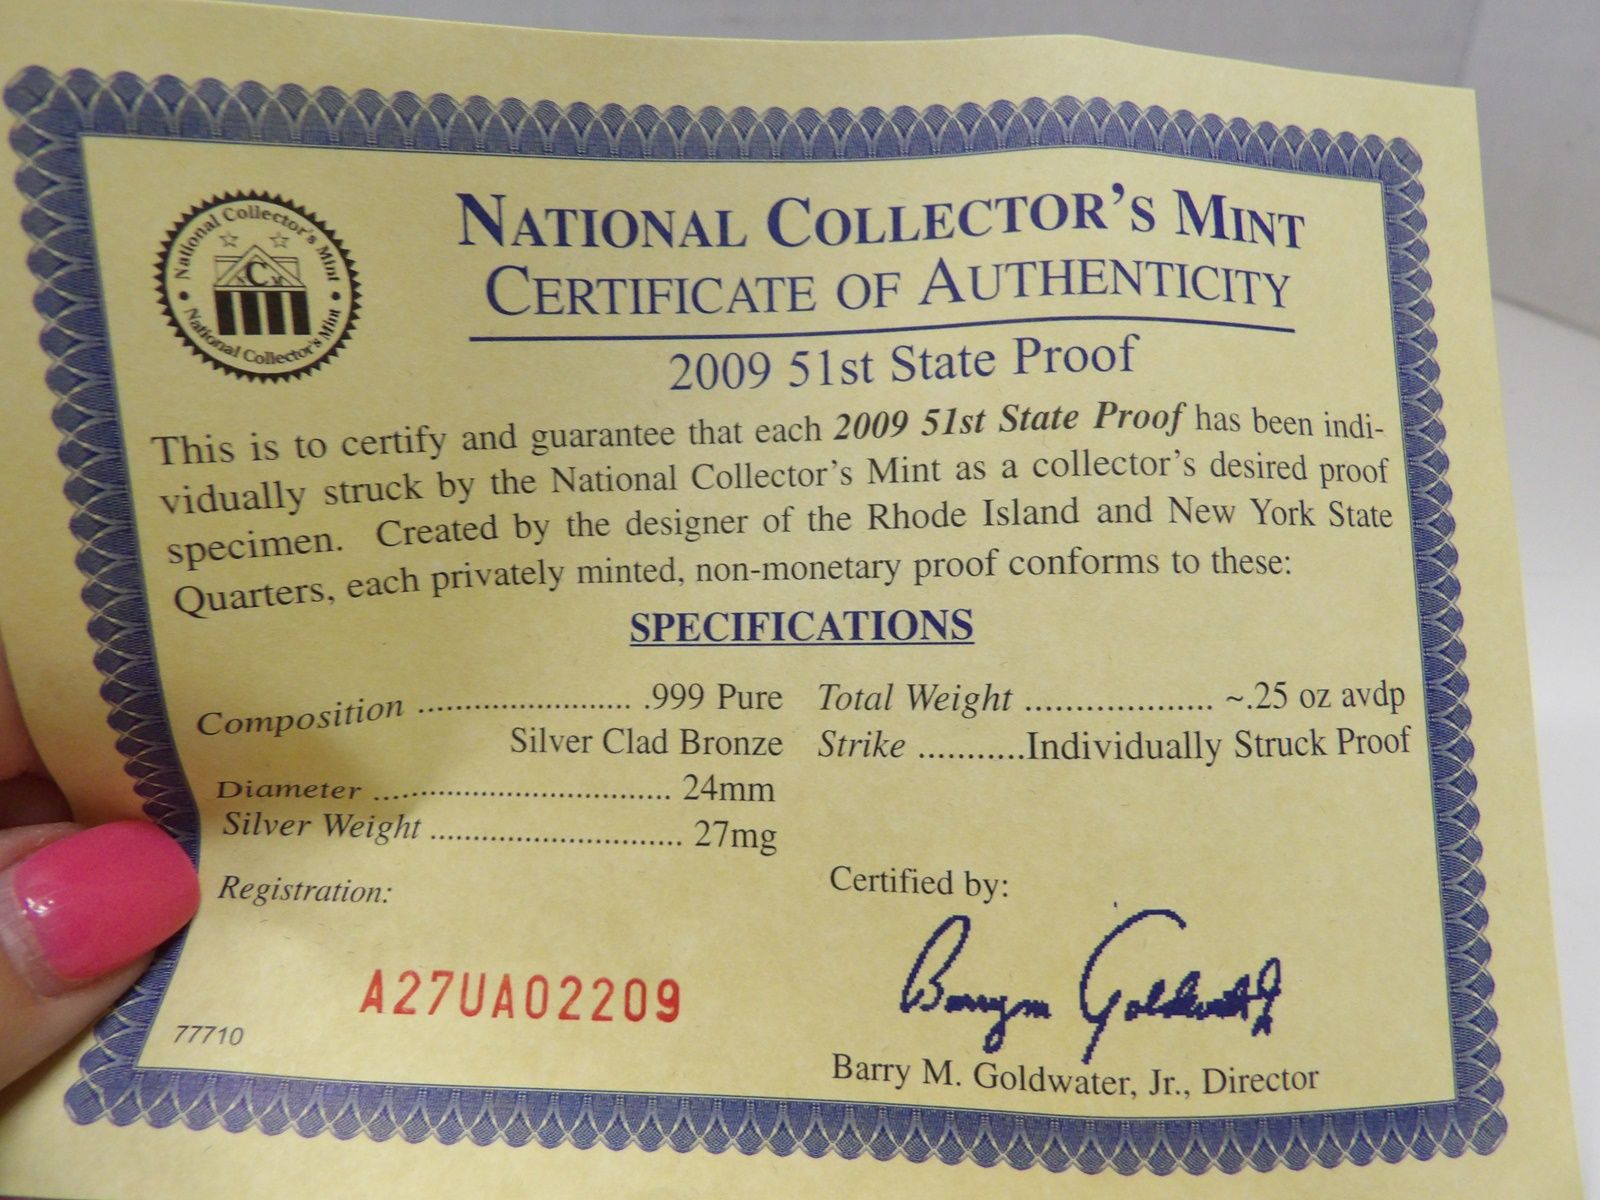 National Collector's Mint
National Collector's Mint
C
NATIONAL COLLECTOR'S MINT
CERTIFICATE OF AUTHENTICITY
2009 51st State Proof
This is to certify and guarantee that each 2009 51st State Proof has been indi-
vidually struck by the National Collector's Mint as a collector's desired proof
specimen. Created by the designer of the Rhode Island and New York State
Quarters, each privately minted, non-monetary proof conforms to these:
SPECIFICATIONS
Composition ........................ .999 Pure
Silver Clad Bronze
Diameter .................................. 24mm
Silver Weight ............................. 27mg
Total Weight ................... ~.25 oz avdp
Strike ...........Individually Struck Proof
Registration:
A27UA02209
77710
Certified by:
Barry M Goldwater Jr
Barry M. Goldwater, Jr., Director